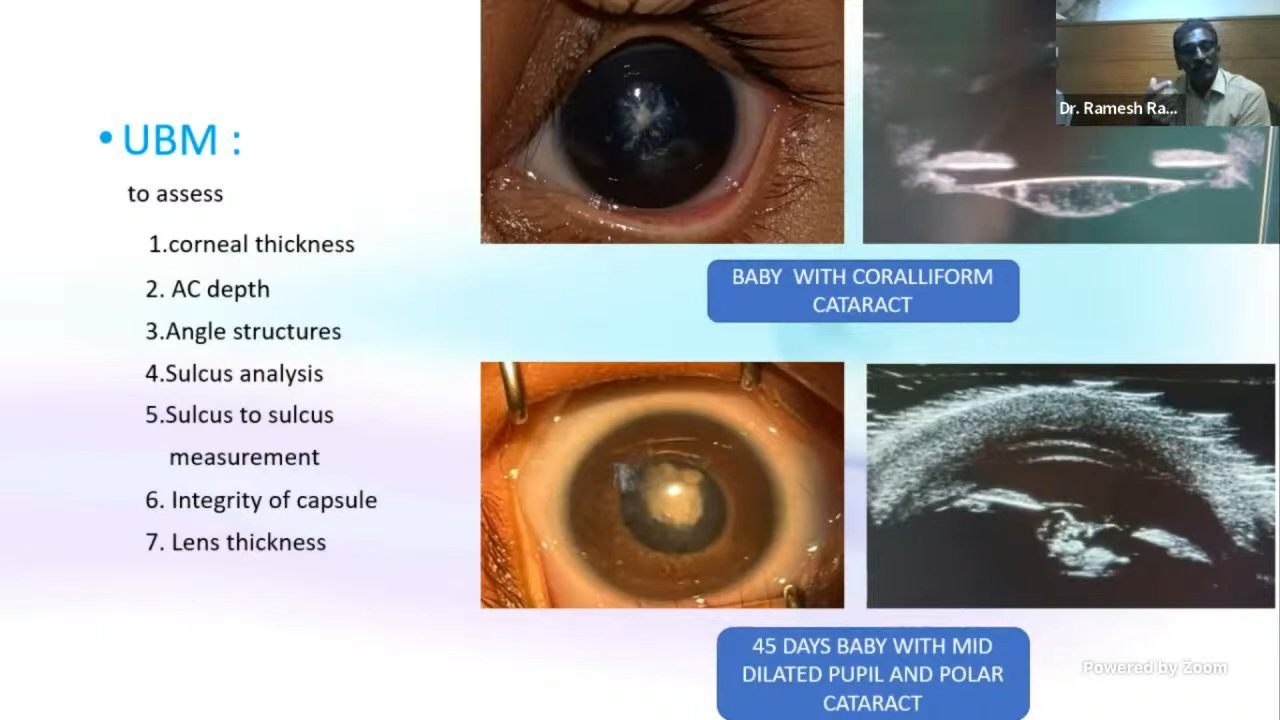 • UBM :
to assess
1.corneal thickness
2. AC depth
3.Angle structures
4.Sulcus analysis
5.Sulcus to sulcus
measurement
6. Integrity of capsule
7. Lens thickness
Dr. Ramesh Ra...
BABY WITH CORALLIFORM
CATARACT
45 DAYS BABY WITH MID
DILATED PUPIL AND POLAR
CATARACT
Powered by Zoom